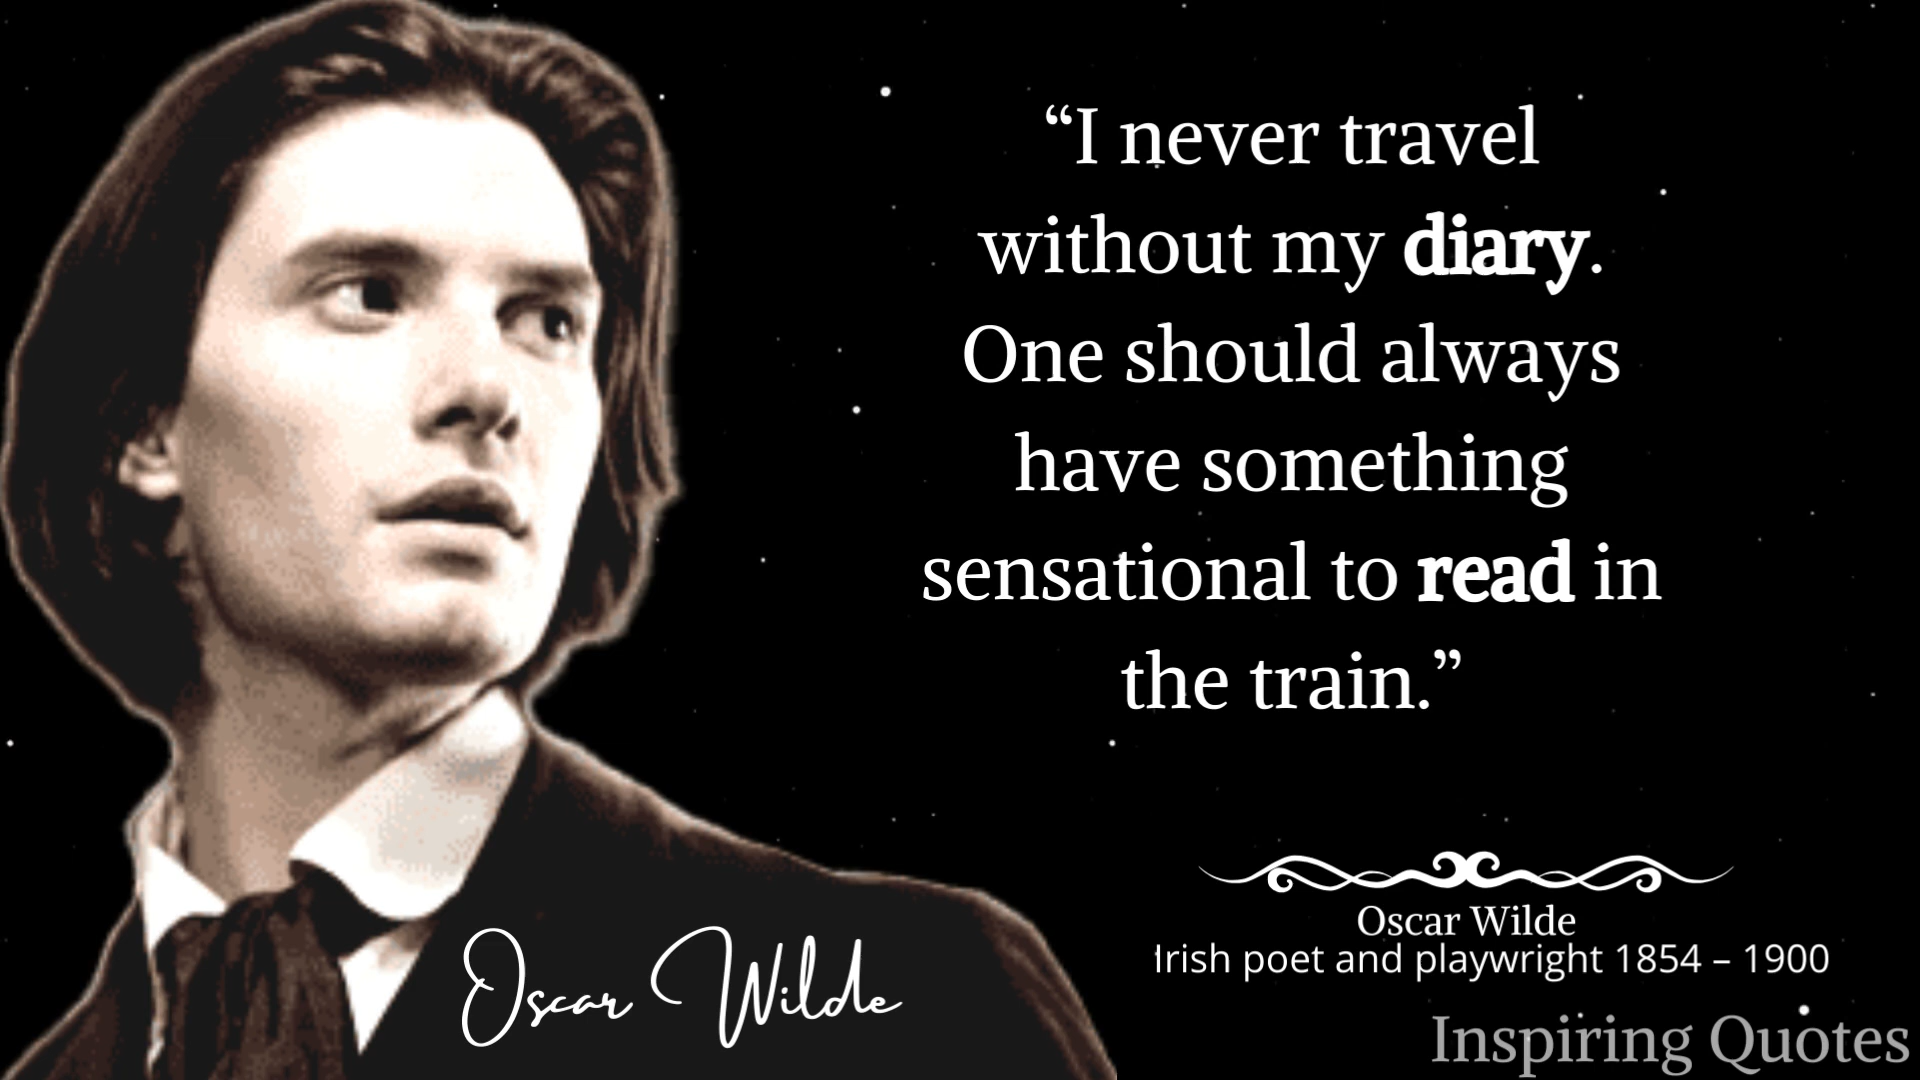 “I never travel
without my diary.
One should always
have something
sensational to read in
the train.”
Oscar Wilde
Irish poet and playwright 1854 – 1900
Oscar Wilde
Inspiring Quotes